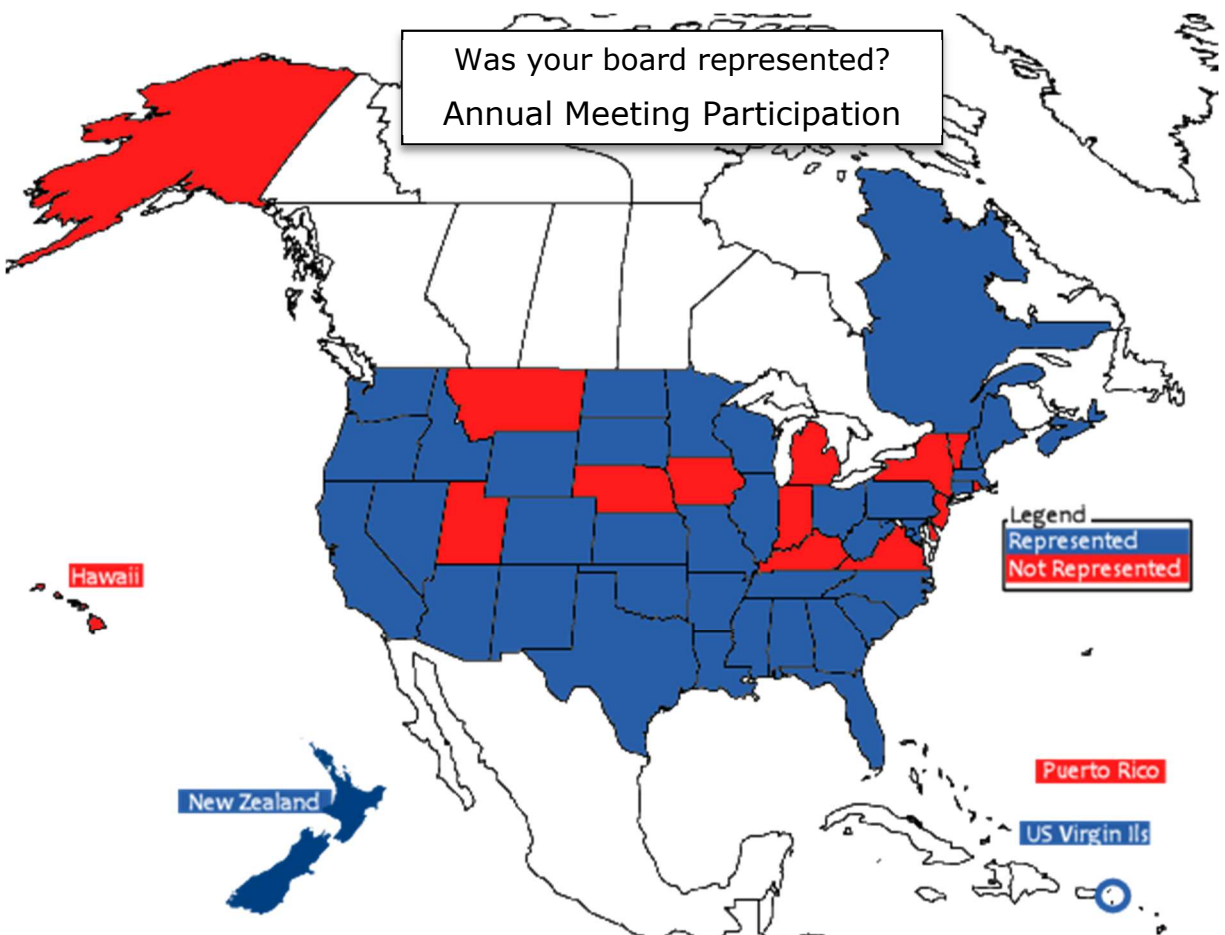 Was your board represented?
Annual Meeting Participation
Legend
Represented
Not Represented
Hawaii
Puerto Rico
New Zealand
US Virgin Ils